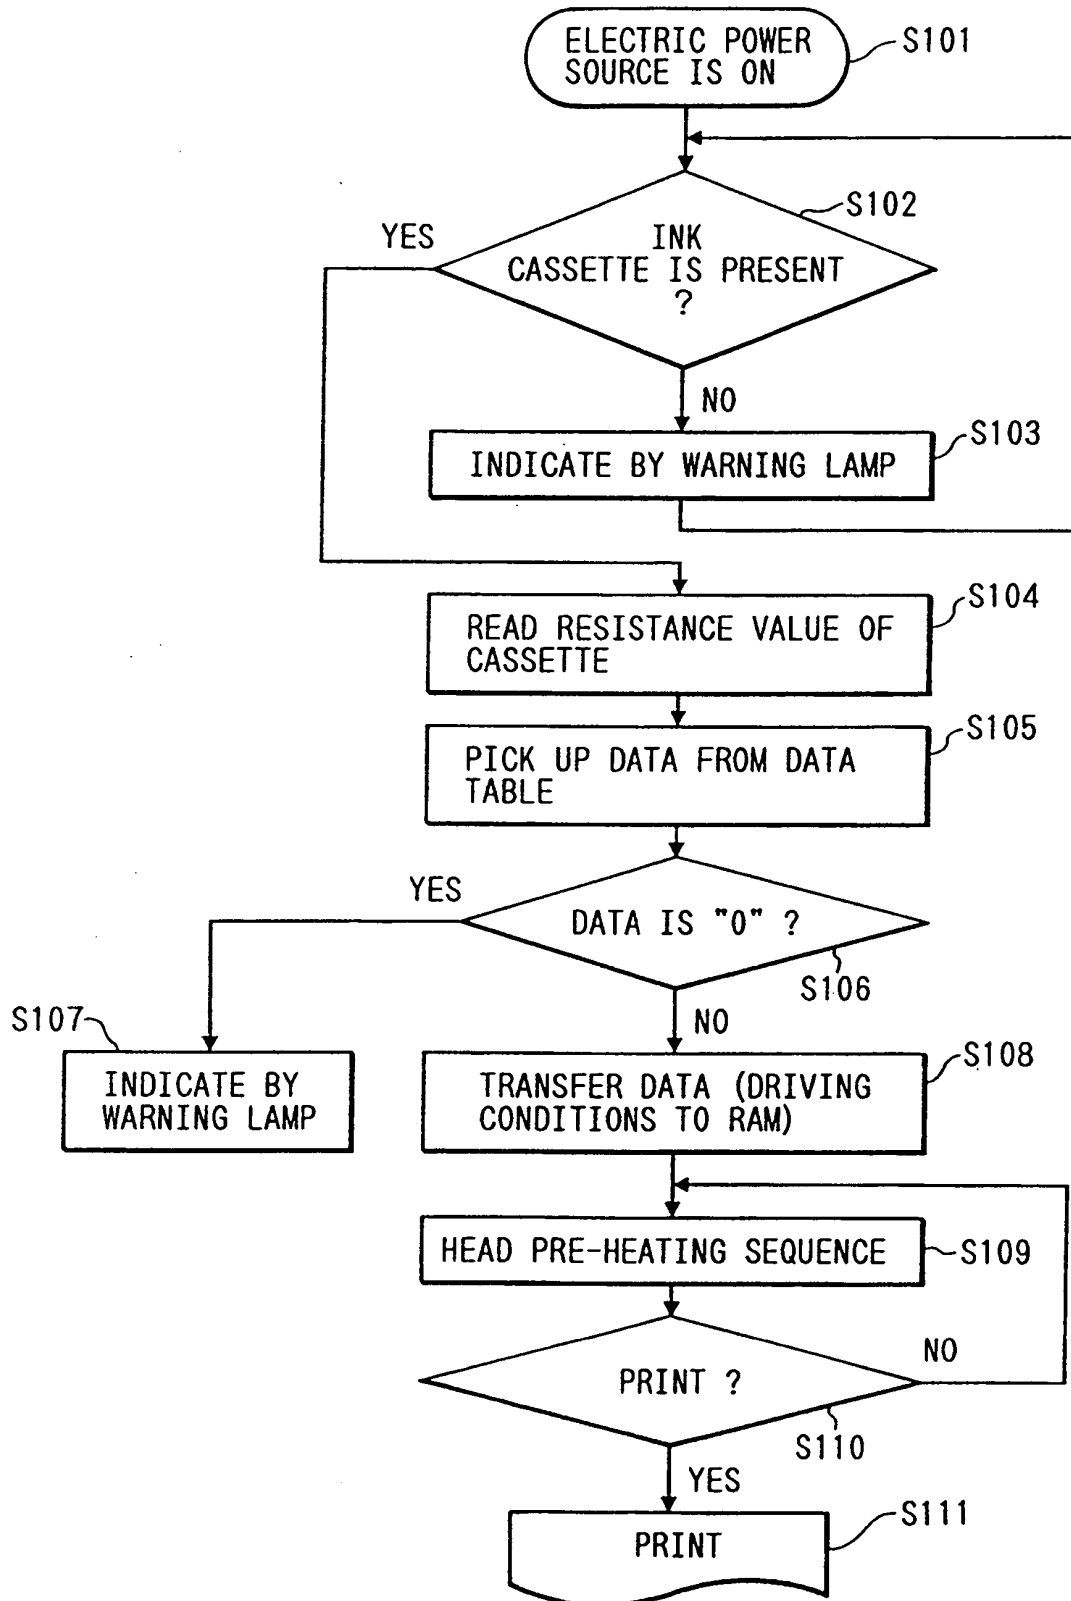 ELECTRIC POWER
SOURCE IS ON
S101
S102
YES
INK
CASSETTE IS PRESENT
?
NO
S103
INDICATE BY WARNING LAMP
S104
READ RESISTANCE VALUE OF
CASSETTE
S105
PICK UP DATA FROM DATA
TABLE
YES
DATA IS "0" ?
S106
S107
NO
S108
INDICATE BY
WARNING LAMP
TRANSFER DATA (DRIVING
CONDITIONS TO RAM)
HEAD PRE-HEATING SEQUENCE
S109
NO
PRINT ?
S110
YES
S111
PRINT